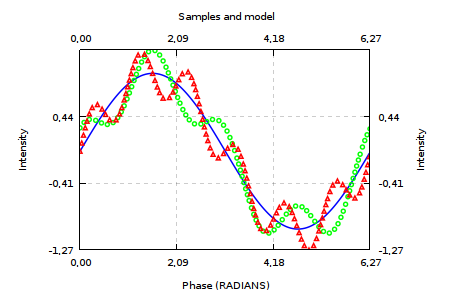 Samples and model
0,00 2,09 4,18 6,27
0,44 0,44
Intensity Intensity
-0,41 -0,41
-1,27 -1,27
0,00 2,09 4,18 6,27
Phase (RADIANS)